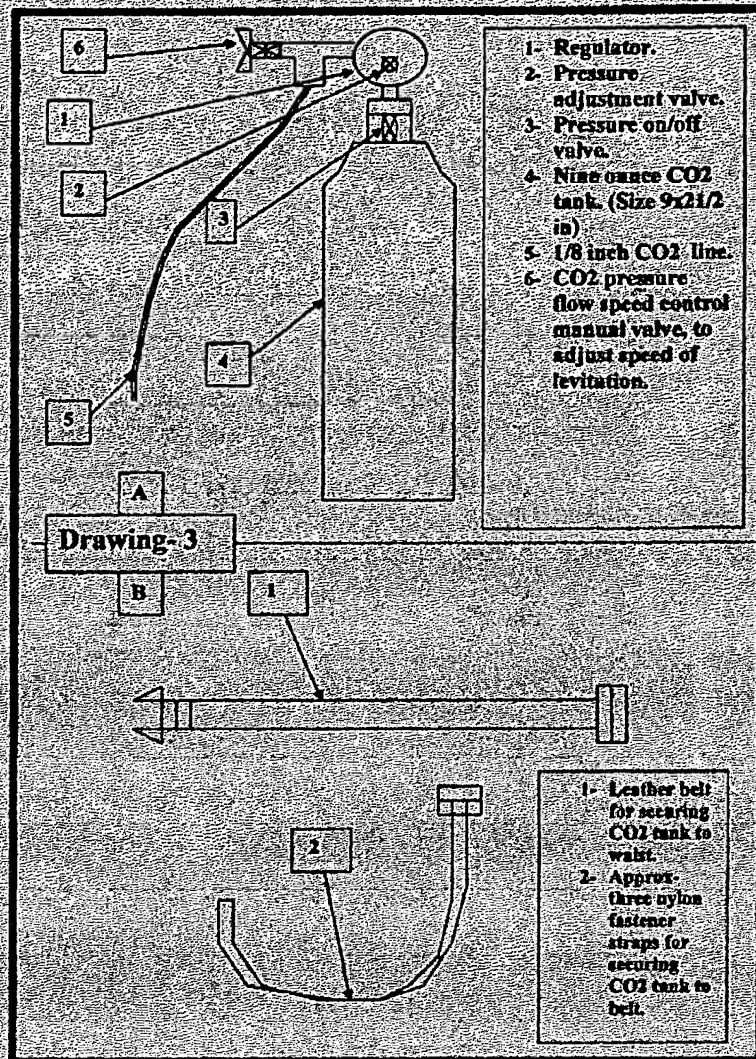 6
1
2
3
4
5
1- Regulator.
2- Pressure
adjustment valve.
3- Pressure on/off
valve.
4- Nine ounce CO2
tank. (Size 9x21/2
in)
5- 1/8 inch CO2 line.
6- CO2 pressure
flow speed control
manual valve, to
adjust speed of
levitation.
A
Drawing- 3
B
1
2
1- Leather belt
for securing
CO2 tank to
waist.
2- Approx-
three nylon
fastener
straps for
securing
CO2 tank to
belt.